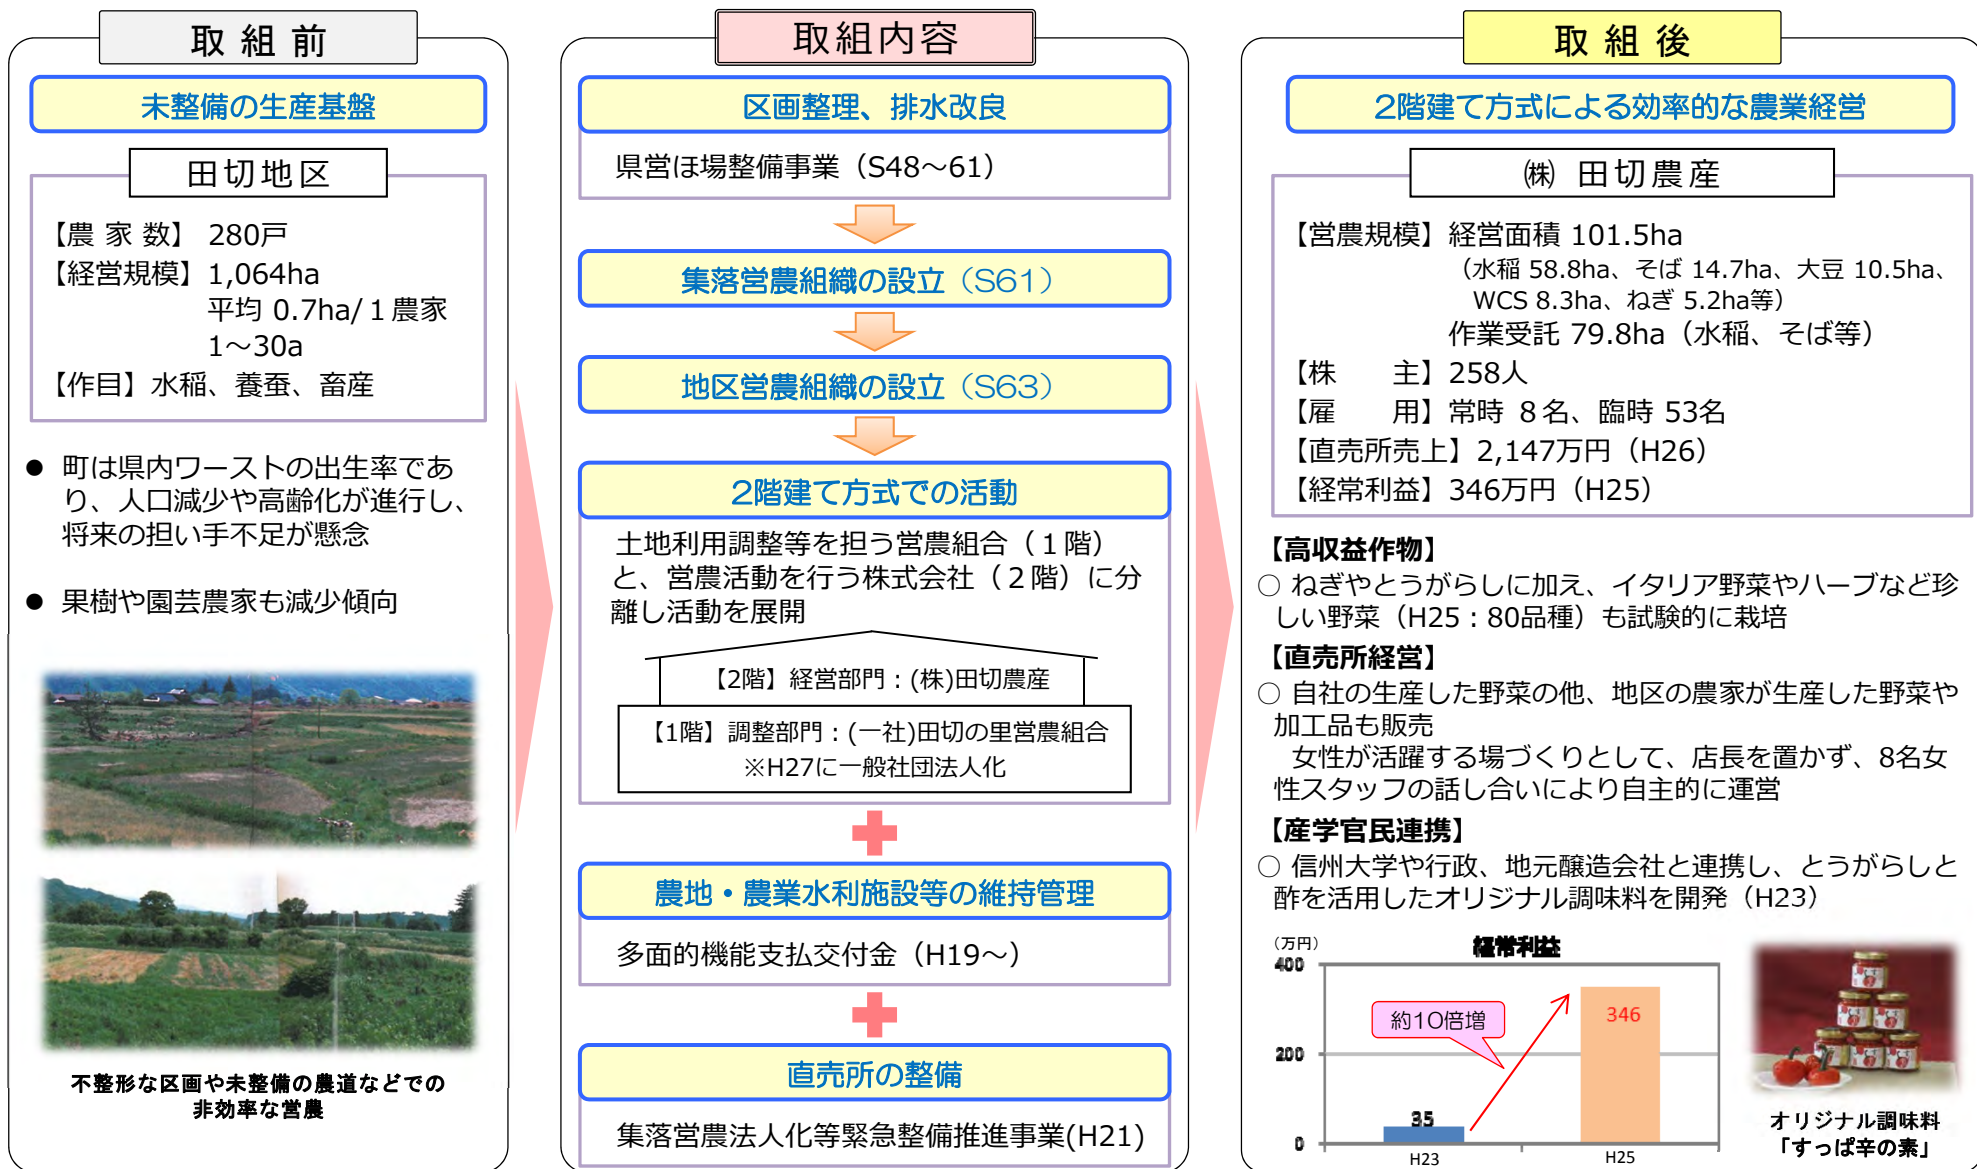 取組前
未整備の生産基盤
田切地区
【農 家 数】 280戸
【経営規模】1,064ha
平均 0.7ha/１農家
1～30a
【作目】水稲、養蚕、畜産
● 町は県内ワーストの出生率であ
り、人口減少や高齢化が進行し、
将来の担い手不足が懸念
● 果樹や園芸農家も減少傾向
不整形な区画や未整備の農道などでの
非効率な営農
取組内容
区画整理、排水改良
県営ほ場整備事業（S48～61）
集落営農組織の設立（S61）
地区営農組織の設立（S63）
2階建て方式での活動
土地利用調整等を担う営農組合（１階）
と、営農活動を行う株式会社（２階）に分
離し活動を展開
【2階】経営部門：(株)田切農産
【1階】調整部門：(一社)田切の里営農組合
※H27に一般社団法人化
農地・農業水利施設等の維持管理
多面的機能支払交付金（H19～）
直売所の整備
集落営農法人化等緊急整備推進事業(H21)
取組後
2階建て方式による効率的な農業経営
㈱ 田切農産
【営農規模】経営面積 101.5ha
（水稲 58.8ha、そば 14.7ha、大豆 10.5ha、
WCS 8.3ha、ねぎ 5.2ha等）
作業受託 79.8ha（水稲、そば等）
【株　　主】258人
【雇　　用】常時 ８名、臨時 53名
【直売所売上】2,147万円（H26）
【経常利益】346万円（H25）
【高収益作物】
○ ねぎやとうがらしに加え、イタリア野菜やハーブなど珍
しい野菜（H25：80品種）も試験的に栽培
【直売所経営】
○ 自社の生産した野菜の他、地区の農家が生産した野菜や
加工品も販売
女性が活躍する場づくりとして、店長を置かず、8名女
性スタッフの話し合いにより自主的に運営
【産学官民連携】
○ 信州大学や行政、地元醸造会社と連携し、とうがらしと
酢を活用したオリジナル調味料を開発（H23）
（万円）
経常利益
400
200
0
約10倍増
35
346
H23
H25
オリジナル調味料
「すっぱ辛の素」